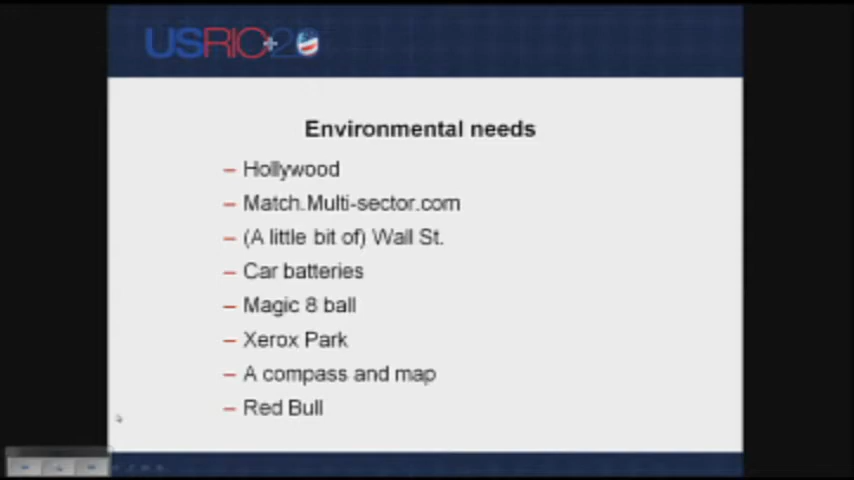 USRIO+20
Environmental needs
– Hollywood
– Match.Multi-sector.com
– (A little bit of) Wall St.
– Car batteries
– Magic 8 ball
– Xerox Park
– A compass and map
– Red Bull